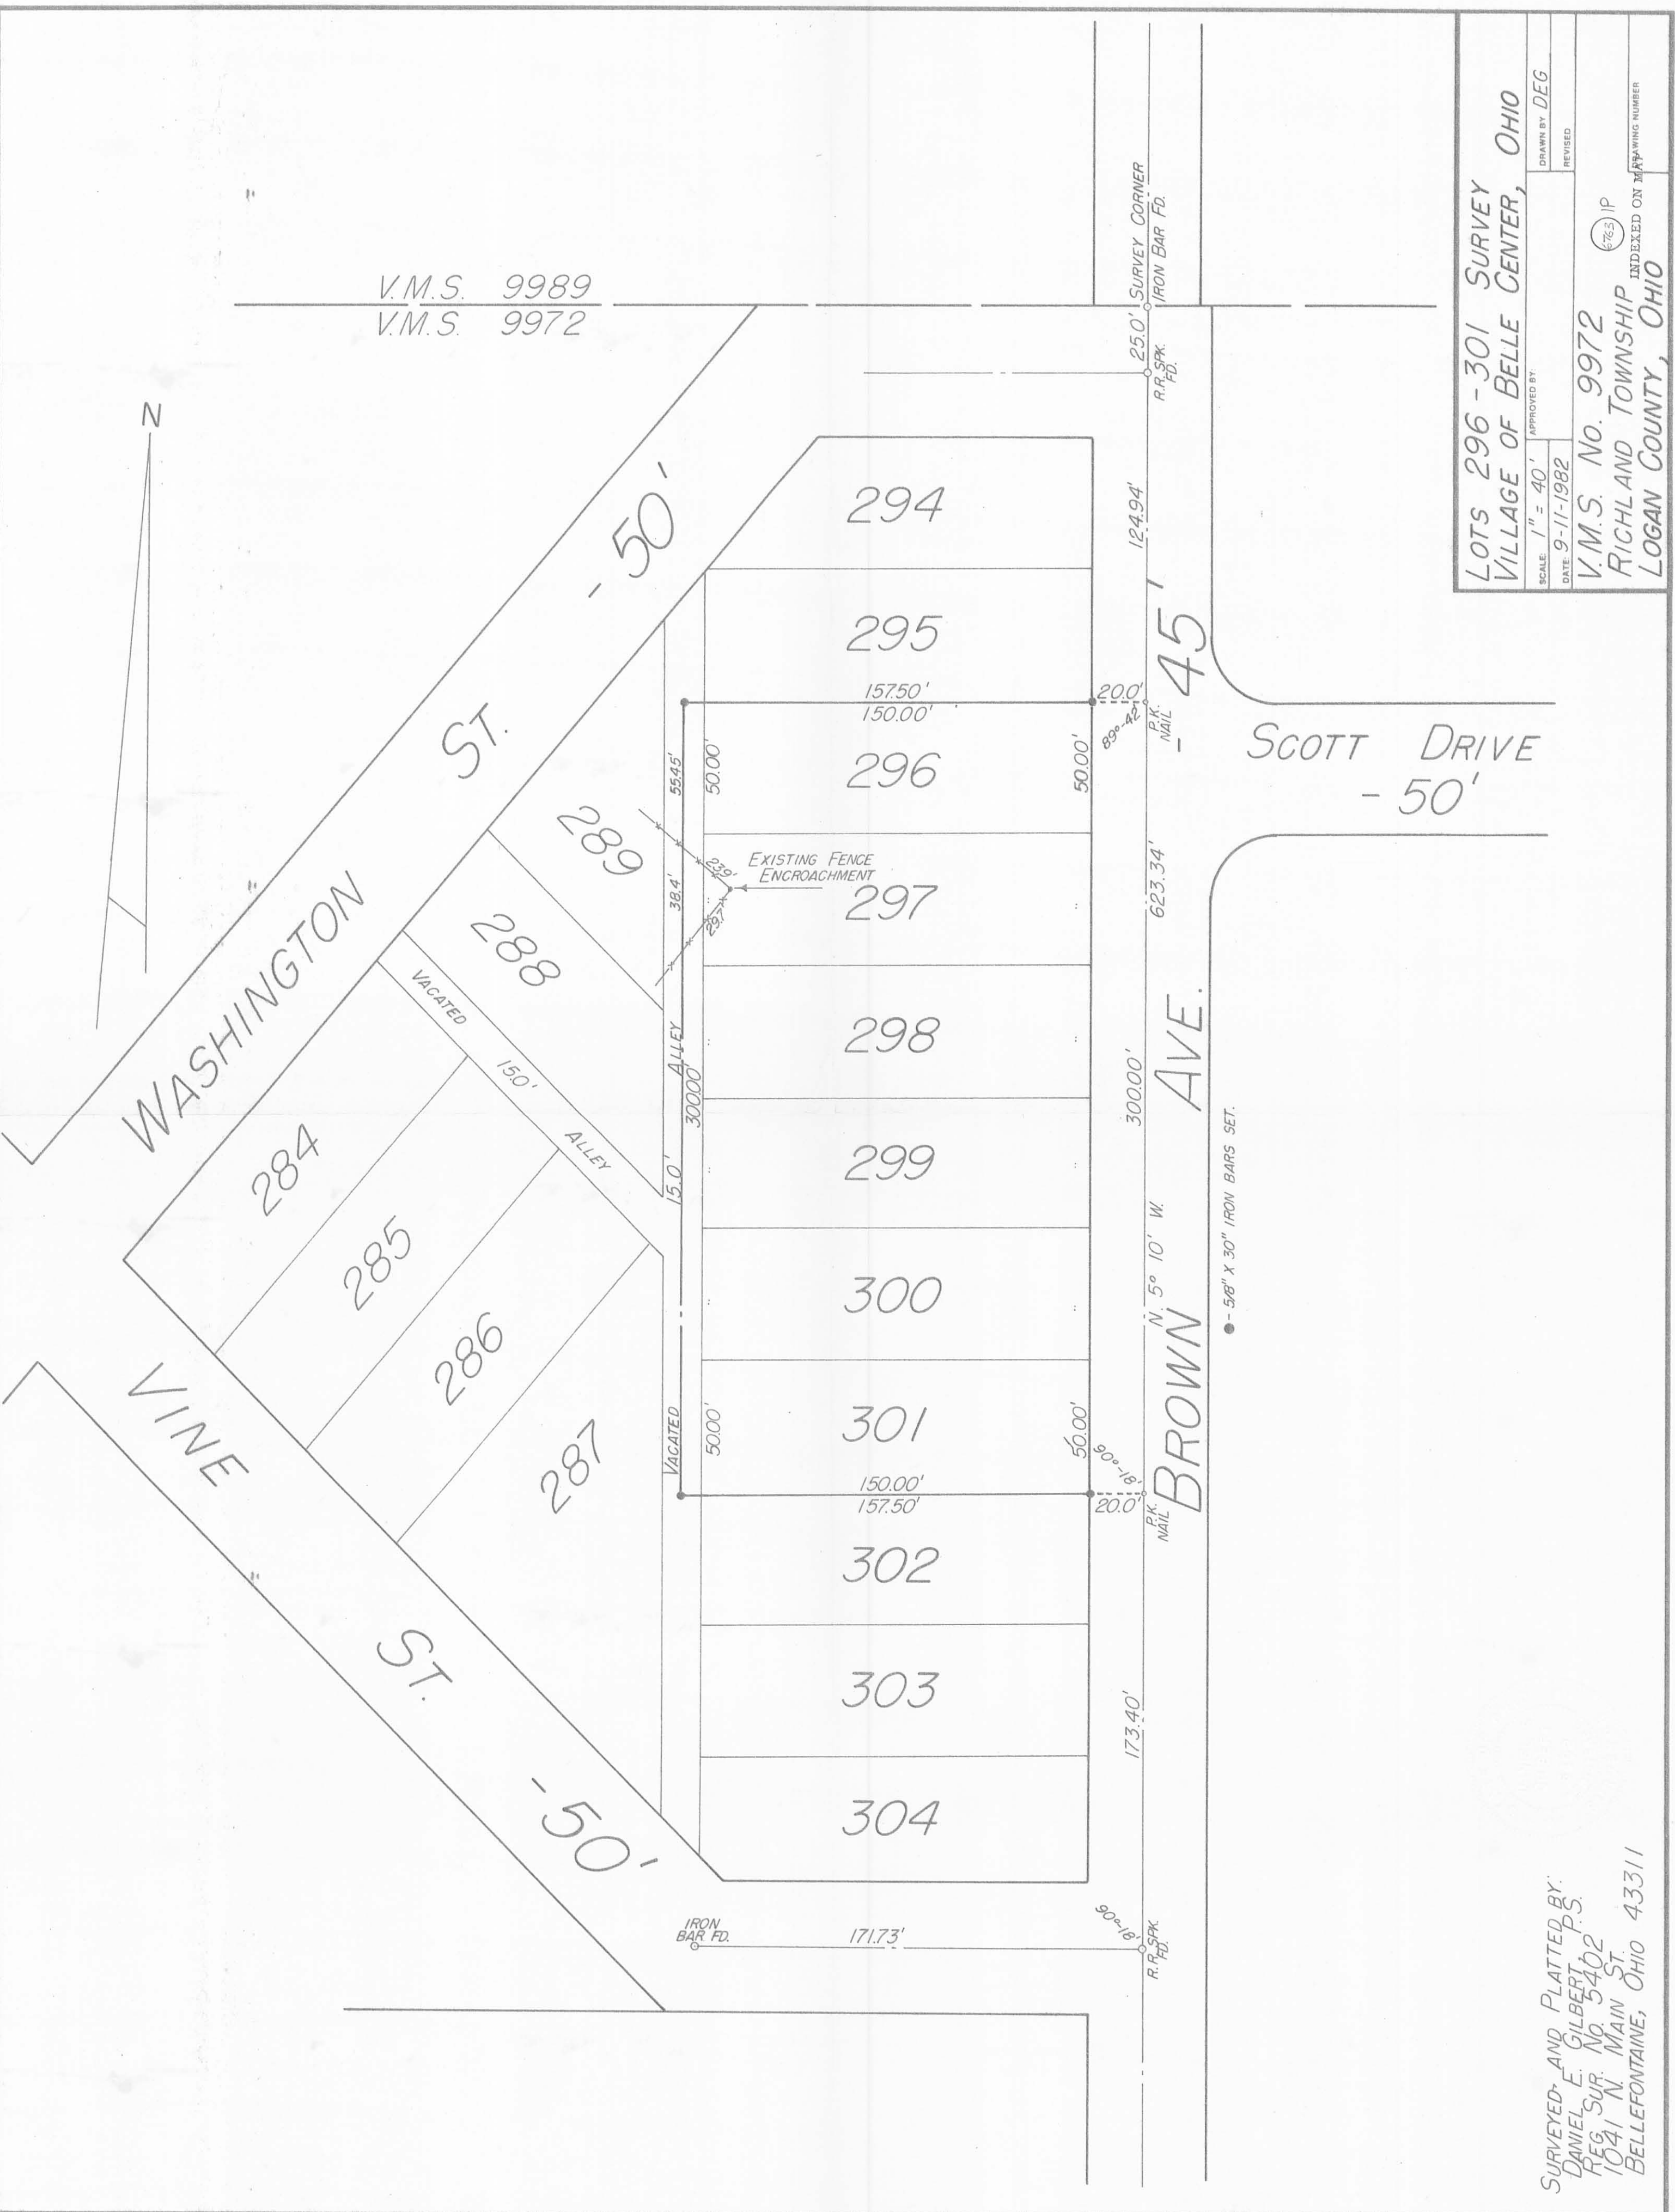 V.M.S. 9989
V.M.S. 9972
N
WASHINGTON ST. - 50'
VINE ST. - 50'
BROWN AVE. - 45'
SCOTT DRIVE
- 50'
25.0'
SURVEY CORNER
IRON BAR FD.
R.R. SPK.
FD.
124.94'
294
295
157.50'
150.00'
20.0'
89°-42'
P.K.
NAIL
55.45'
50.00'
296
50.00'
289
EXISTING FENCE
ENCROACHMENT
23.9'
38.4'
29.7'
297
623.34'
288
VACATED 15.0' ALLEY
298
ALLEY
300.00'
300.00'
15.0'
299
284
285
286
287
300
N. 5° 10' W.
●- 5/8" X 30" IRON BARS SET.
VACATED
50.00'
301
50.00'
90°-18'
150.00'
157.50'
20.0'
P.K.
NAIL
302
303
173.40'
304
IRON
BAR FD.
171.73'
90°-18'
R.R. SPK.
FD.
LOTS 296-301 SURVEY
VILLAGE OF BELLE CENTER, OHIO
SCALE: 1" = 40'
APPROVED BY:
DRAWN BY DEG
DATE: 9-11-1982
REVISED
V.M.S. No. 9972
RICHLAND TOWNSHIP
LOGAN COUNTY, OHIO
6763 IP
INDEXED ON MAP
DRAWING NUMBER
SURVEYED AND PLATTED BY:
DANIEL E. GILBERT, P.S.
REG. SUR. NO. 5402
1041 N. MAIN ST.
BELLEFONTAINE, OHIO 43311